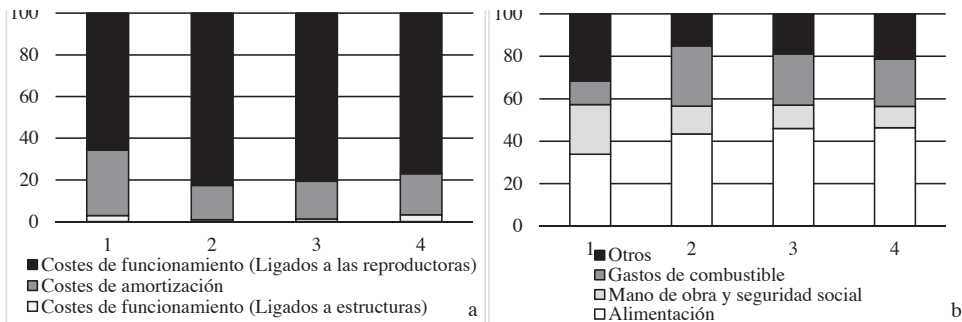 100
80
60
40
20
0
1 2 3 4
Costes de funcionamiento (Ligados a las reproductoras)
Costes de amortización
Costes de funcionamiento (Ligados a estructuras)
a
100
80
60
40
20
0
1 2 3 4
Otros
Gastos de combustible
Mano de obra y seguridad social
Alimentación
b